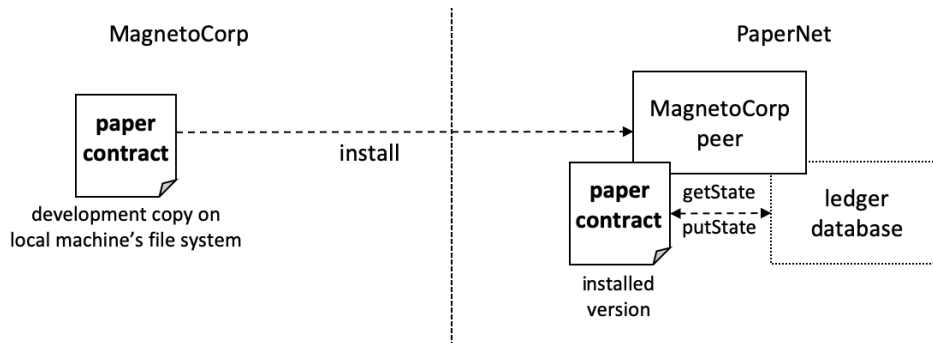 MagnetoCorp
PaperNet
paper
contract
development copy on
local machine's file system
install
MagnetoCorp
peer
paper
contract
installed
version
getState
putState
ledger
database